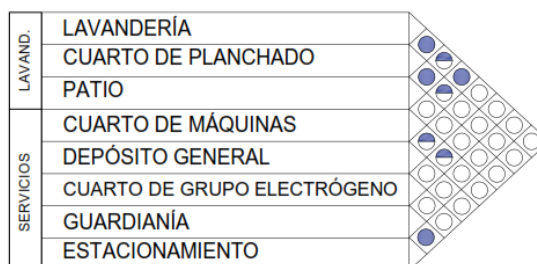 LAVAND.
LAVANDERÍA
CUARTO DE PLANCHADO
PATIO
SERVICIOS
CUARTO DE MÁQUINAS
DEPÓSITO GENERAL
CUARTO DE GRUPO ELECTRÓGENO
GUARDIANÍA
ESTACIONAMIENTO